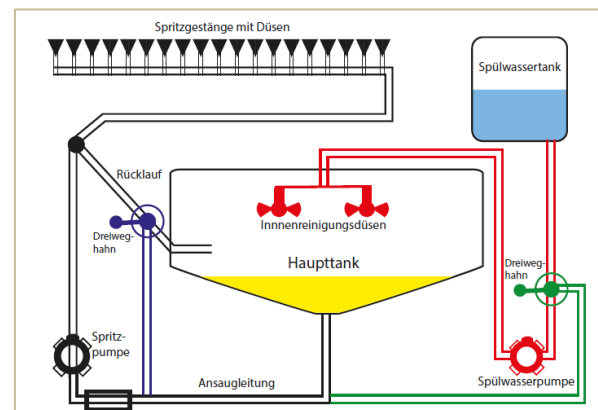 Spritzgestänge mit Düsen
Spülwassertank
Rücklauf
Innnenreinigungsdüsen
Dreiweg-
hahn
Haupttank
Dreiweg-
hahn
Spritz-
pumpe
Ansaugleitung
Spülwasserpumpe